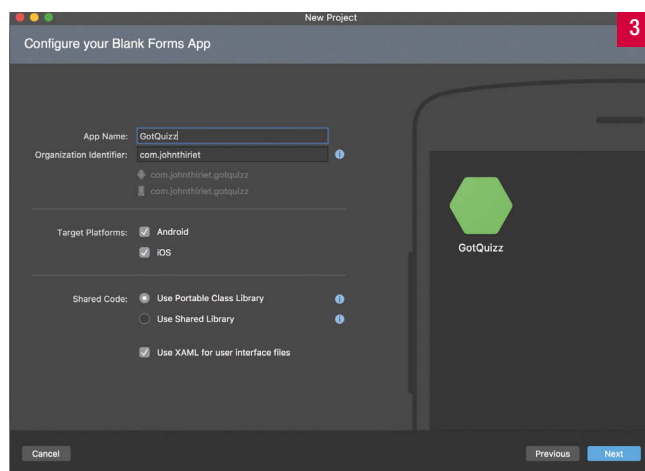 New Project
3
Configure your Blank Forms App
App Name: GotQuizz
Organization Identifier: com.johnthiriet
com.johnthiriet.gotquizz
com.johnthiriet.gotquizz
Target Platforms: Android
iOS
GotQuizz
Shared Code: Use Portable Class Library
Use Shared Library
Use XAML for user interface files
Cancel Previous Next